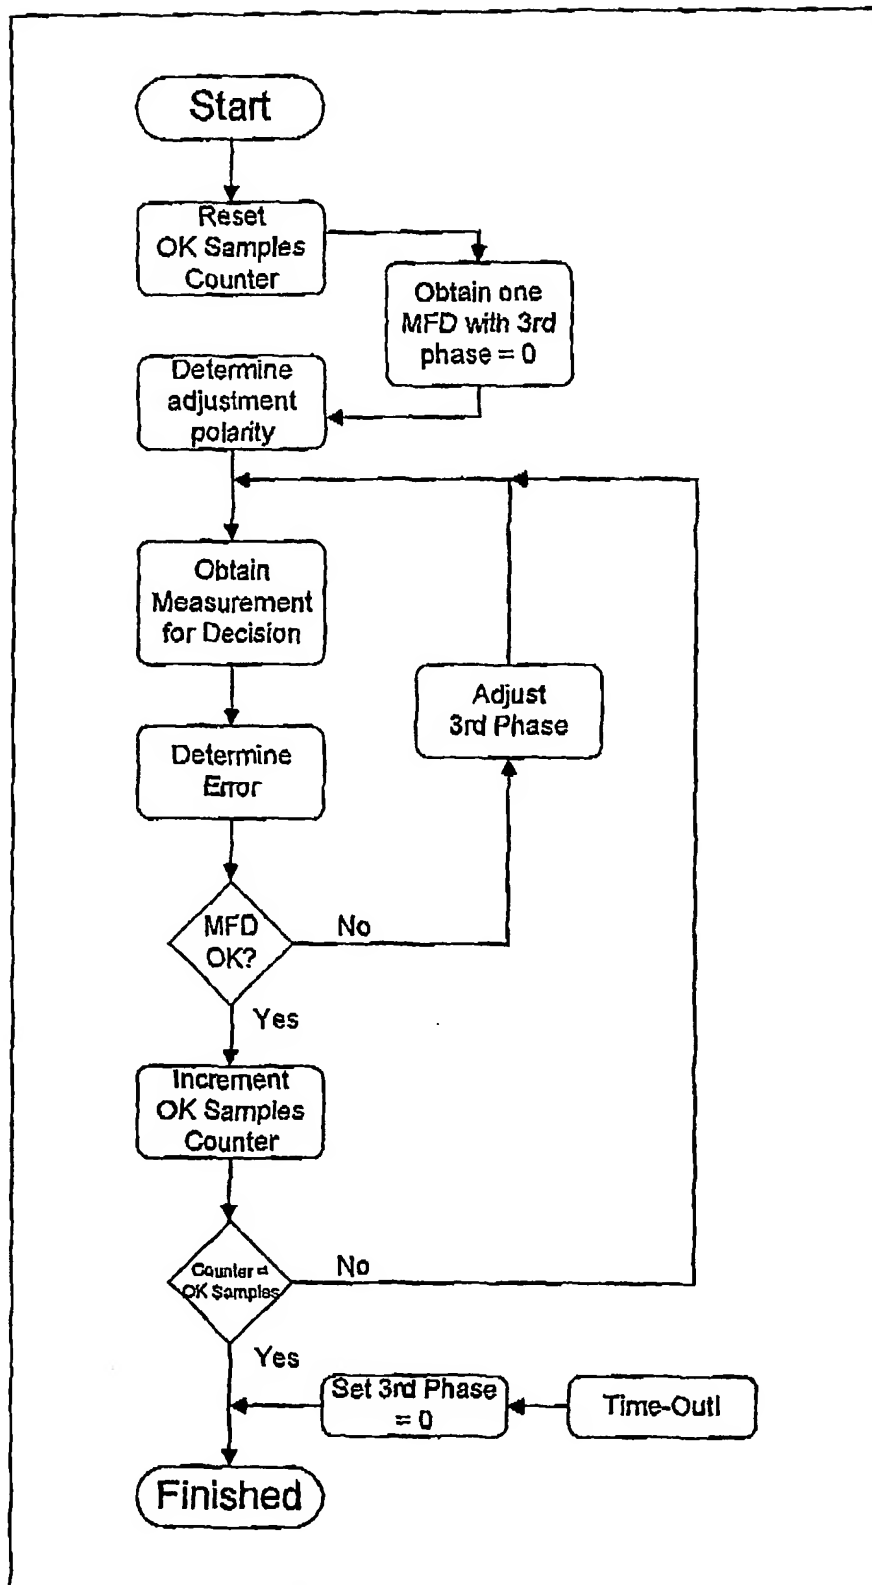 Start
Reset
OK Samples
Counter
Obtain one
MFD with 3rd
phase = 0
Determine
adjustment
polarity
Obtain
Measurement
for Decision
Adjust
3rd Phase
Determine
Error
MFD
OK?
No
Yes
Increment
OK Samples
Counter
Counter =
OK Samples
No
Yes
Set 3rd Phase
= 0
Time-Out!
Finished